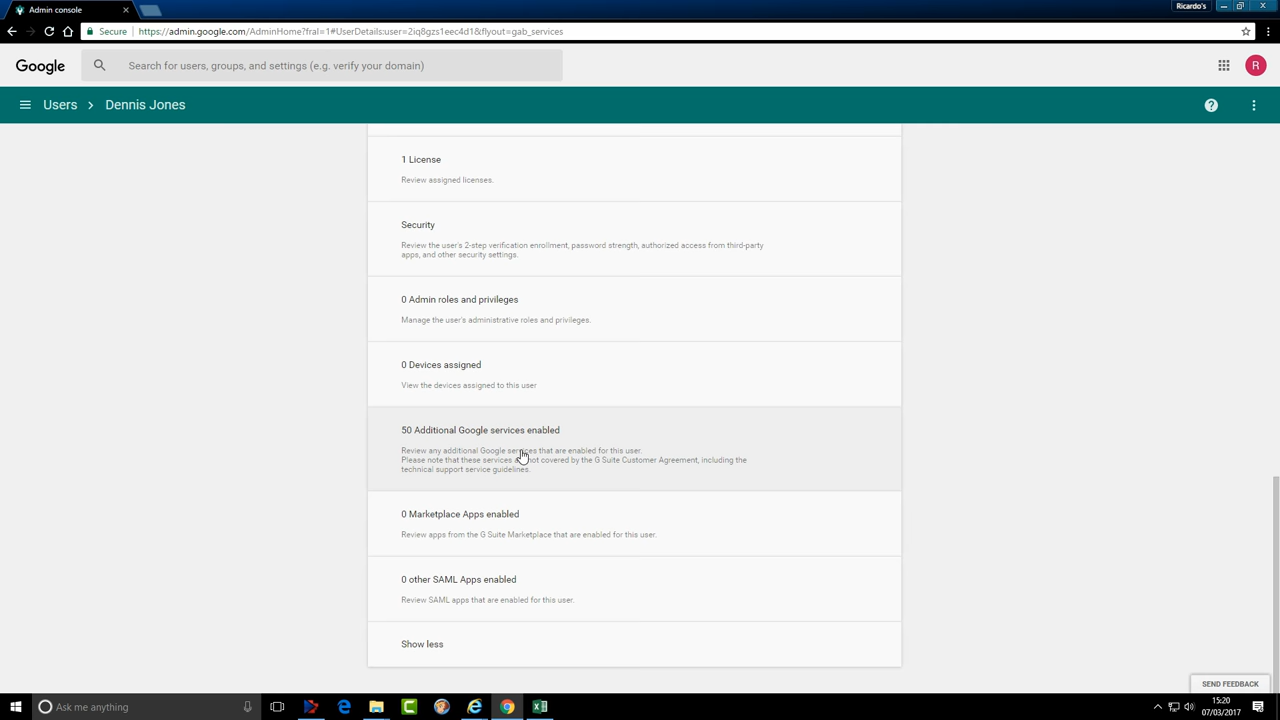 Admin console
Ricardo's
Secure
https://admin.google.com/AdminHome?fral=1#UserDetails:user=2iq8gzs1eec4d1&flyout=gab_services
Google
Search for users, groups, and settings (e.g. verify your domain)
R
Users
Dennis Jones
1 License
Review assigned licenses.
Security
Review the user's 2-step verification enrollment, password strength, authorized access from third-party
apps, and other security settings.
0 Admin roles and privileges
Manage the user's administrative roles and privileges.
0 Devices assigned
View the devices assigned to this user
50 Additional Google services enabled
Review any additional Google services that are enabled for this user.
Please note that these services not covered by the G Suite Customer Agreement, including the
technical support service guidelines.
0 Marketplace Apps enabled
Review apps from the G Suite Marketplace that are enabled for this user.
0 other SAML Apps enabled
Review SAML apps that are enabled for this user.
Show less
SEND FEEDBACK
Ask me anything
15:20
07/03/2017